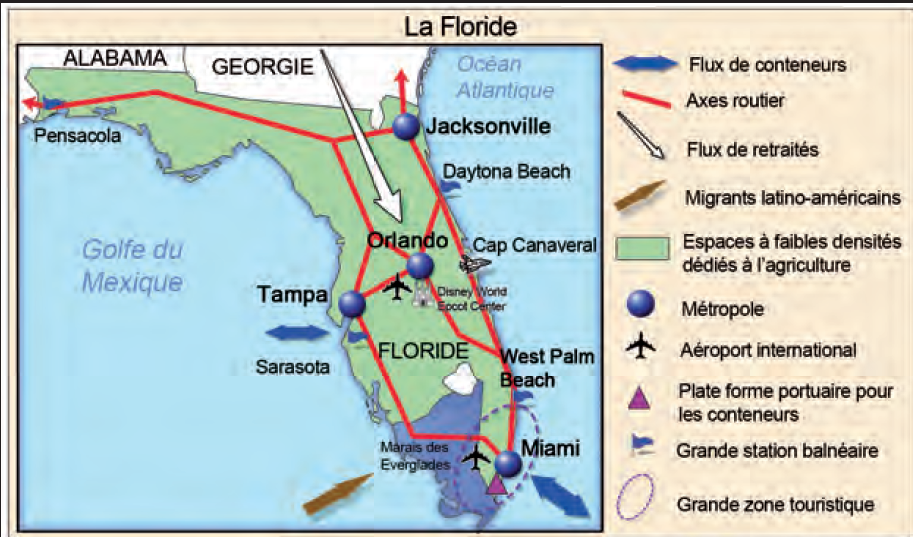 La Floride
ALABAMA
GEORGIE
Océan
Atlantique
Pensacola
Jacksonville
Daytona Beach
Orlando
Cap Canaveral
Golfe du
Mexique
Disney World
Epcot Center
Tampa
Sarasota
FLORIDE
West Palm
Beach
Marais des
Everglades
Miami
Flux de conteneurs
Axes routier
Flux de retraités
Migrants latino-américains
Espaces à faibles densités
dédiés à l'agriculture
Métropole
Aéroport international
Plate forme portuaire pour
les conteneurs
Grande station balnéaire
Grande zone touristique